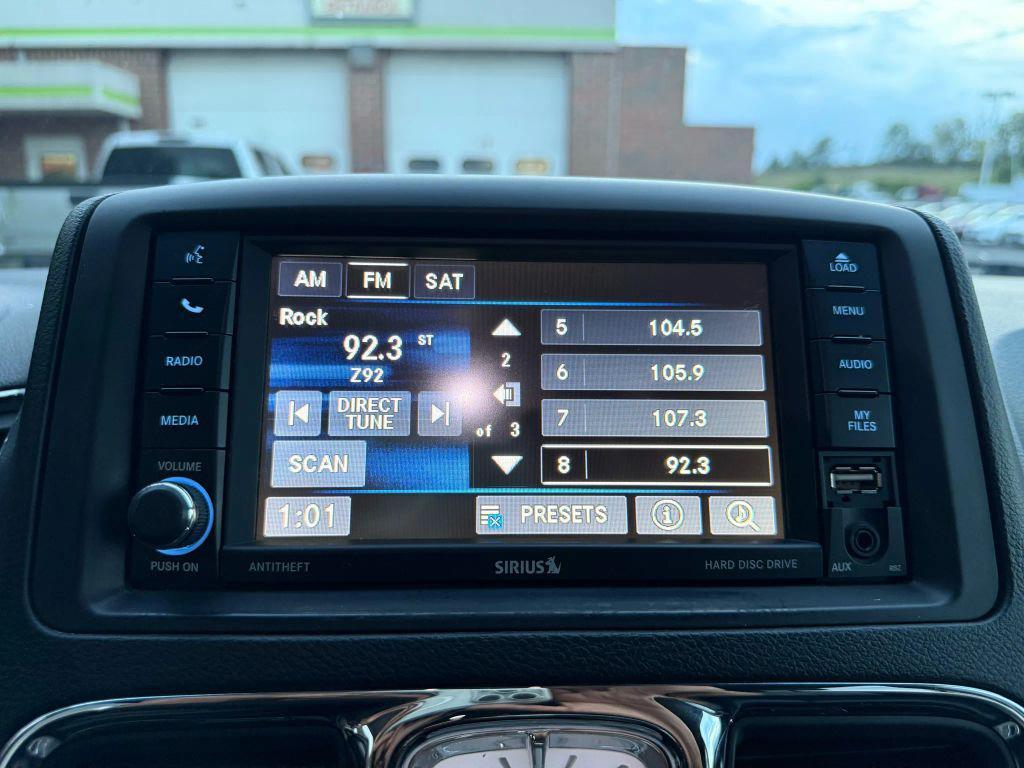 LOAD
MENU
AUDIO
MY
FILES
RADIO
MEDIA
VOLUME
PUSH ON
AM FM SAT
Rock
92.3 ST
Z92
DIRECT
TUNE
SCAN
1:01
2
of 3
5 104.5
6 105.9
7 107.3
8 92.3
PRESETS
ANTITHEFT
SIRIUS
HARD DISC DRIVE
AUX
RBZ